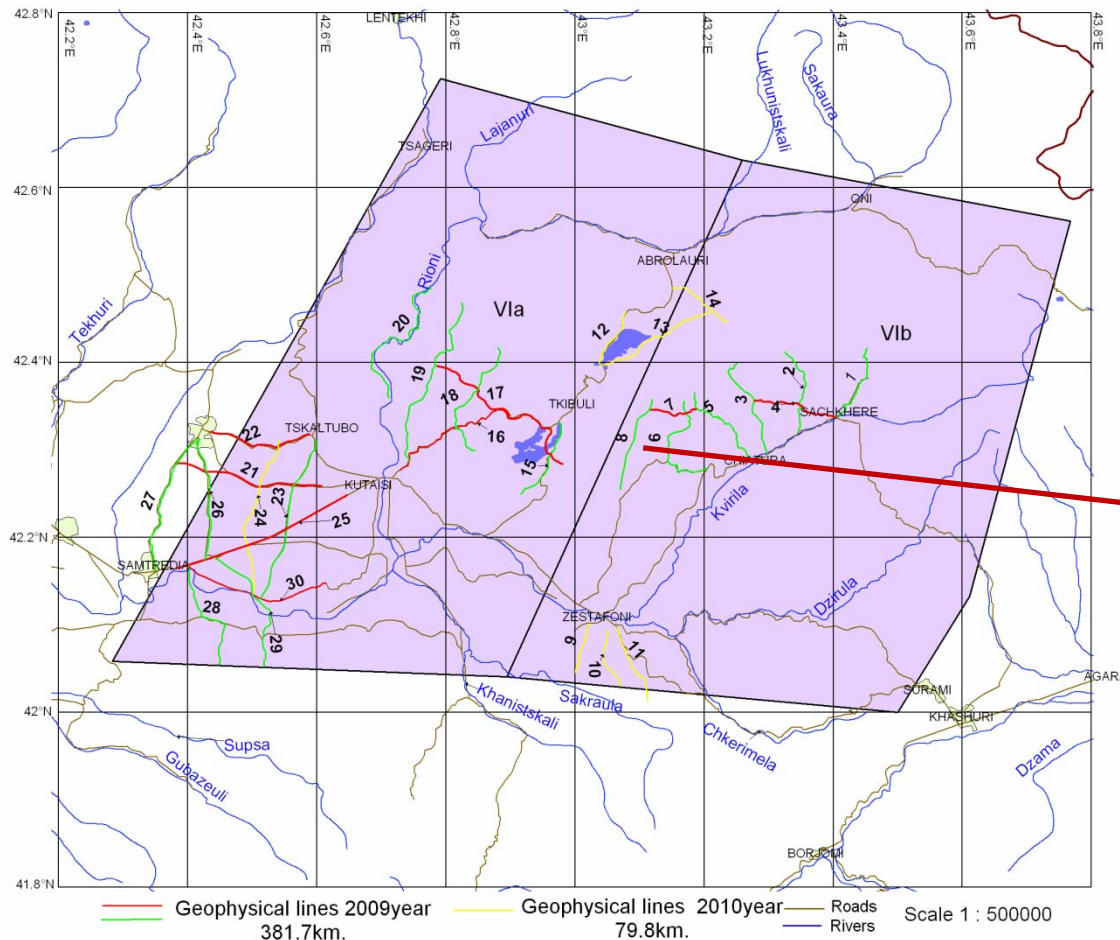 42.8°N
42.2°E
42.4°E
42.6°E
42.8°E
43°E
43.2°E
43.4°E
43.6°E
43.8°E
LENTEKHI
Lukhunistskali
Sakaura
Lajanuri
TSAGERI
42.6°N
ONI
Rioni
ABROLAURI
Tekhuri
VIa
VIb
20
12
13
14
42.4°N
19
18
17
16
15
TKIBULI
7
5
8
6
3
4
2
1
SACHKHERE
CHIATURA
22
TSKALTUBO
21
KUTAISI
23
24
25
26
27
Kvirila
42.2°N
SAMTREDIA
30
28
29
Dzirula
ZESTAFONI
9
10
11
42°N
Khanistskali
Sakraula
SURAMI
AGAR
KHASHURI
Chkerimela
Supsa
Gubazeuli
Dzama
BORJOMI
41.8°N
Geophysical lines 2009year
381.7km.
Geophysical lines 2010year
79.8km.
Roads
Rivers
Scale 1 : 500000